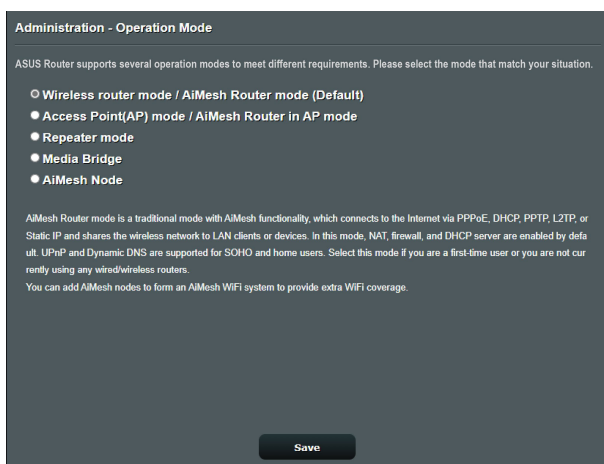 Administration - Operation Mode
ASUS Router supports several operation modes to meet different requirements. Please select the mode that match your situation.
Wireless router mode / AiMesh Router mode (Default)
Access Point(AP) mode / AiMesh Router in AP mode
Repeater mode
Media Bridge
AiMesh Node
AiMesh Router mode is a traditional mode with AiMesh functionality, which connects to the Internet via PPPoE, DHCP, PPTP, L2TP, or
Static IP and shares the wireless network to LAN clients or devices. In this mode, NAT, firewall, and DHCP server are enabled by defa
ult. UPnP and Dynamic DNS are supported for SOHO and home users. Select this mode if you are a first-time user or you are not cur
rently using any wired/wireless routers.
You can add AiMesh nodes to form an AiMesh WiFi system to provide extra WiFi coverage.
Save